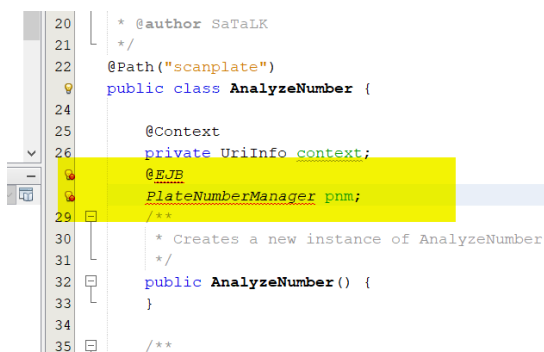 20 * @author SaTaLK
21 */
22 @Path("scanplate")
public class AnalyzeNumber {
24
25 @Context
26 private UriInfo context;
@EJB
PlateNumberManager pnm;
29 /**
30 * Creates a new instance of AnalyzeNumber
31 */
32 public AnalyzeNumber() {
33 }
34
35 /**